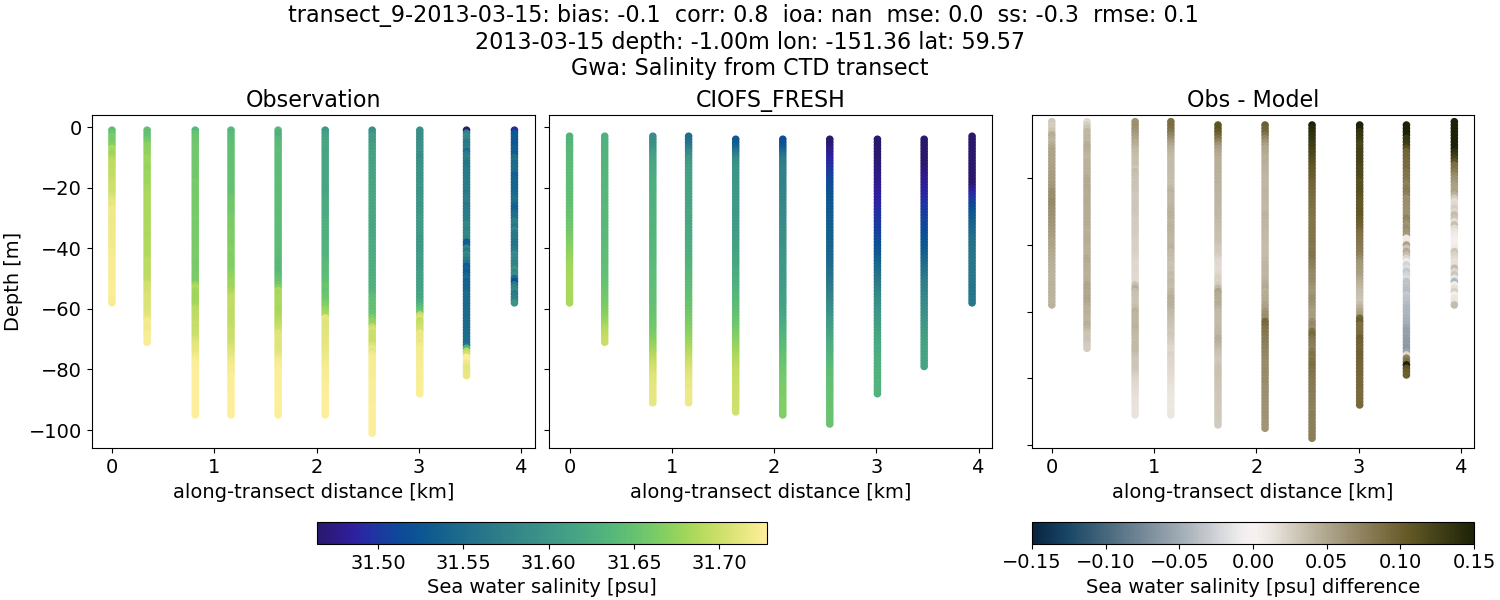 transect_9-2013-03-15: bias: -0.1  corr: 0.8  ioa: nan  mse: 0.0  ss: -0.3  rmse: 0.1
2013-03-15 depth: -1.00m lon: -151.36 lat: 59.57
Gwa: Salinity from CTD transect
Observation
CIOFS_FRESH
Obs - Model
Depth [m]
0
−20
−40
−60
−80
−100
0 1 2 3 4
0 1 2 3 4
0 1 2 3 4
along-transect distance [km]
along-transect distance [km]
along-transect distance [km]
31.50 31.55 31.60 31.65 31.70
Sea water salinity [psu]
−0.15 −0.10 −0.05 0.00 0.05 0.10 0.15
Sea water salinity [psu] difference